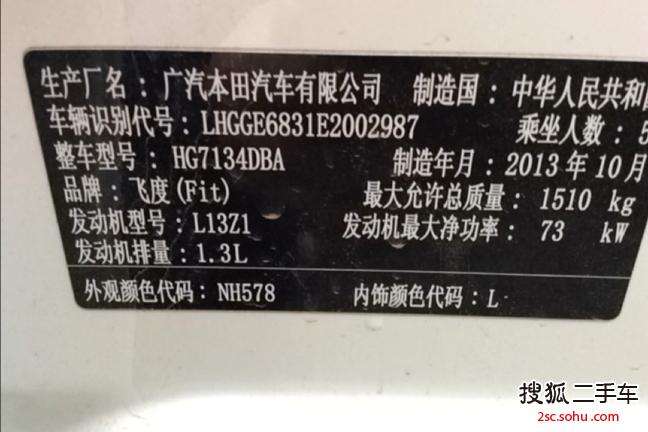 生产厂名：广汽本田汽车有限公司 制造国：中华人民共和国
车辆识别代号：LHGGE6831E2002987 乘坐人数：5
整车型号：HG7134DBA 制造年月：2013年10月
品牌：飞度(Fit) 最大允许总质量：1510 kg
发动机型号：L13Z1 发动机最大净功率：73 kW
发动机排量：1.3L
外观颜色代码：NH578 内饰颜色代码：L
搜狐二手车
2sc.sohu.com